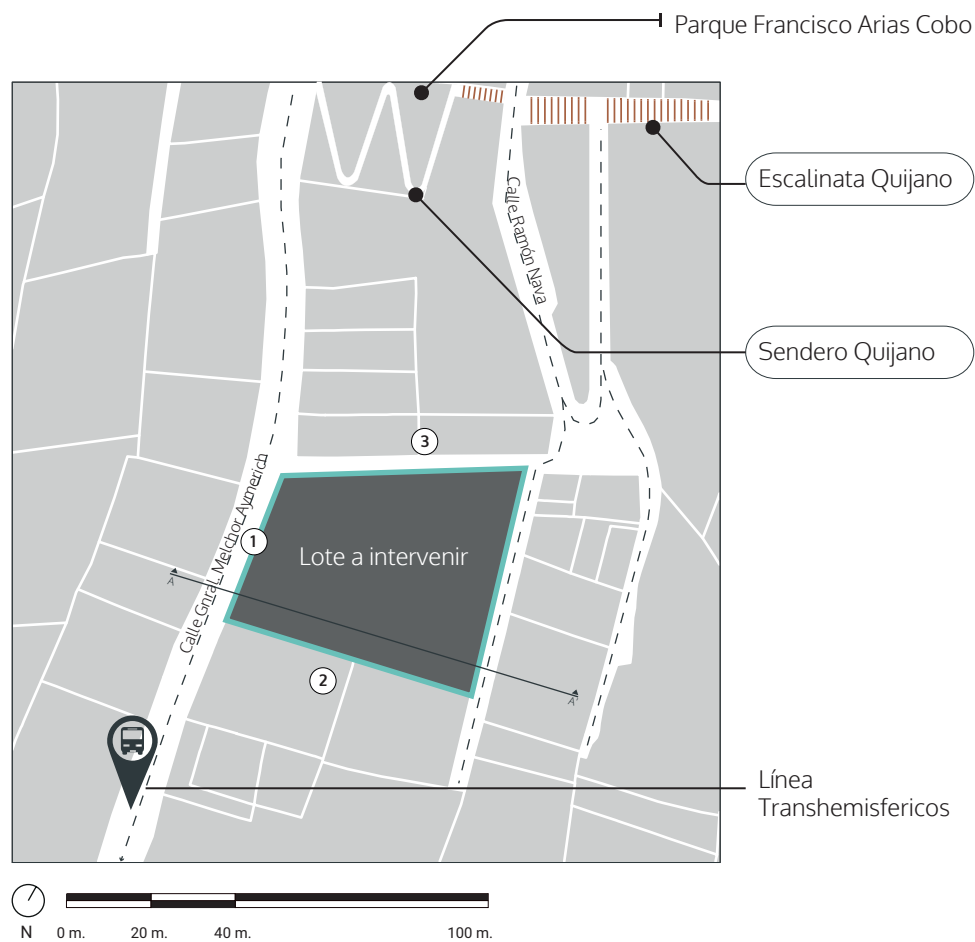 Parque Francisco Arias Cobo
Escalinata Quijano
Calle Ramón Nava
Sendero Quijano
3
Calle Gnral. Melchor Aymerich
1
Lote a intervenir
A
2
A'
Línea
Transhemisfericos
N 0 m. 20 m. 40 m. 100 m.